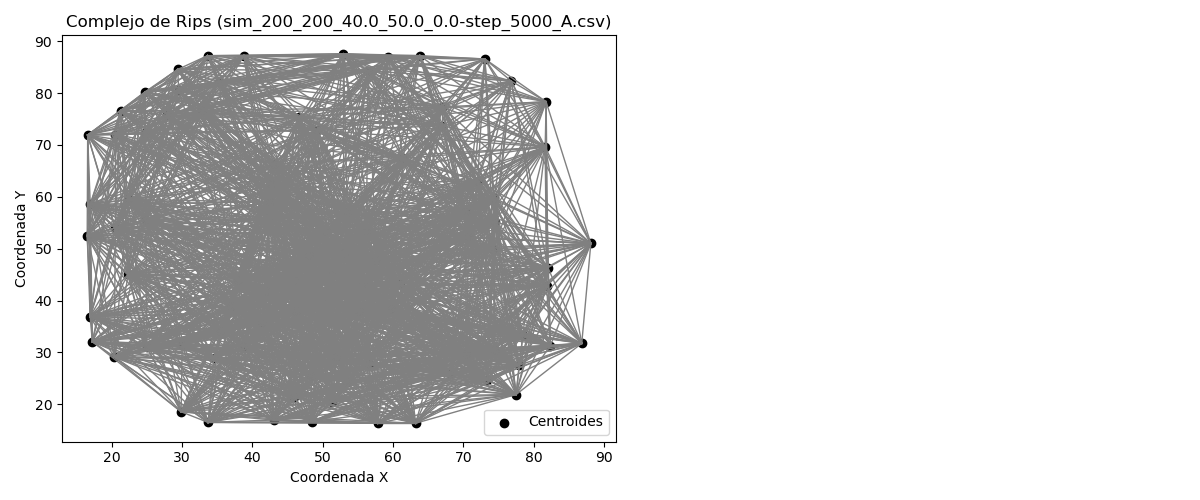 Complejo de Rips (sim_200_200_40.0_50.0_0.0-step_5000_A.csv)
90
80
70
60
50
40
30
20
Coordenada Y
Centroides
20 30 40 50 60 70 80 90
Coordenada X